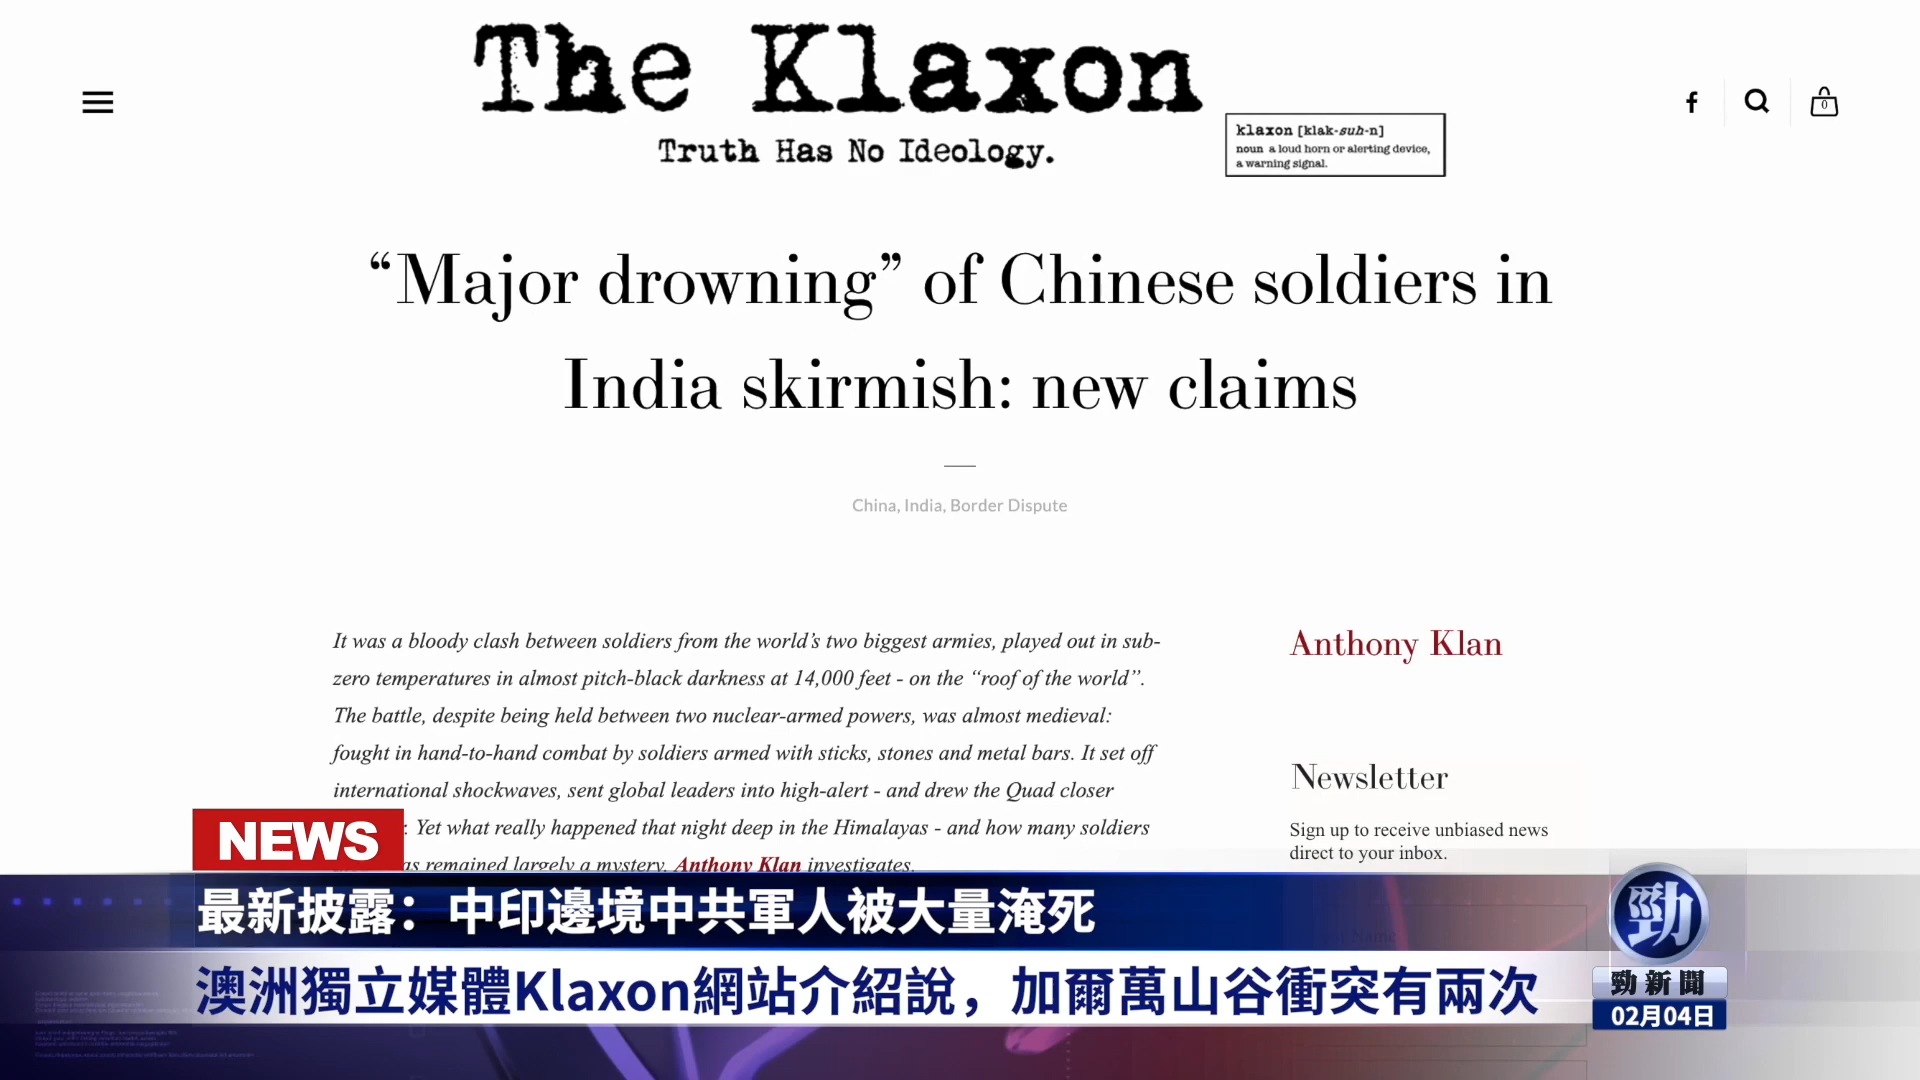 The Klaxon
Truth Has No Ideology.
klaxon [klak-suh-n]
noun a loud horn or alerting device,
a warning signal.
0
“Major drowning” of Chinese soldiers in
India skirmish: new claims
China, India, Border Dispute
It was a bloody clash between soldiers from the world’s two biggest armies, played out in sub-
zero temperatures in almost pitch-black darkness at 14,000 feet - on the “roof of the world”.
The battle, despite being held between two nuclear-armed powers, was almost medieval:
fought in hand-to-hand combat by soldiers armed with sticks, stones and metal bars. It set off
international shockwaves, sent global leaders into high-alert - and drew the Quad closer
Yet what really happened that night deep in the Himalayas - and how many soldiers
remained largely a mystery. Anthony Klan investigates.
Anthony Klan
Newsletter
Sign up to receive unbiased news
direct to your inbox.
Name
NEWS
最新披露：中印邊境中共軍人被大量淹死
澳洲獨立媒體Klaxon網站介紹說，加爾萬山谷衝突有兩次
勁
勁新聞
02月04日